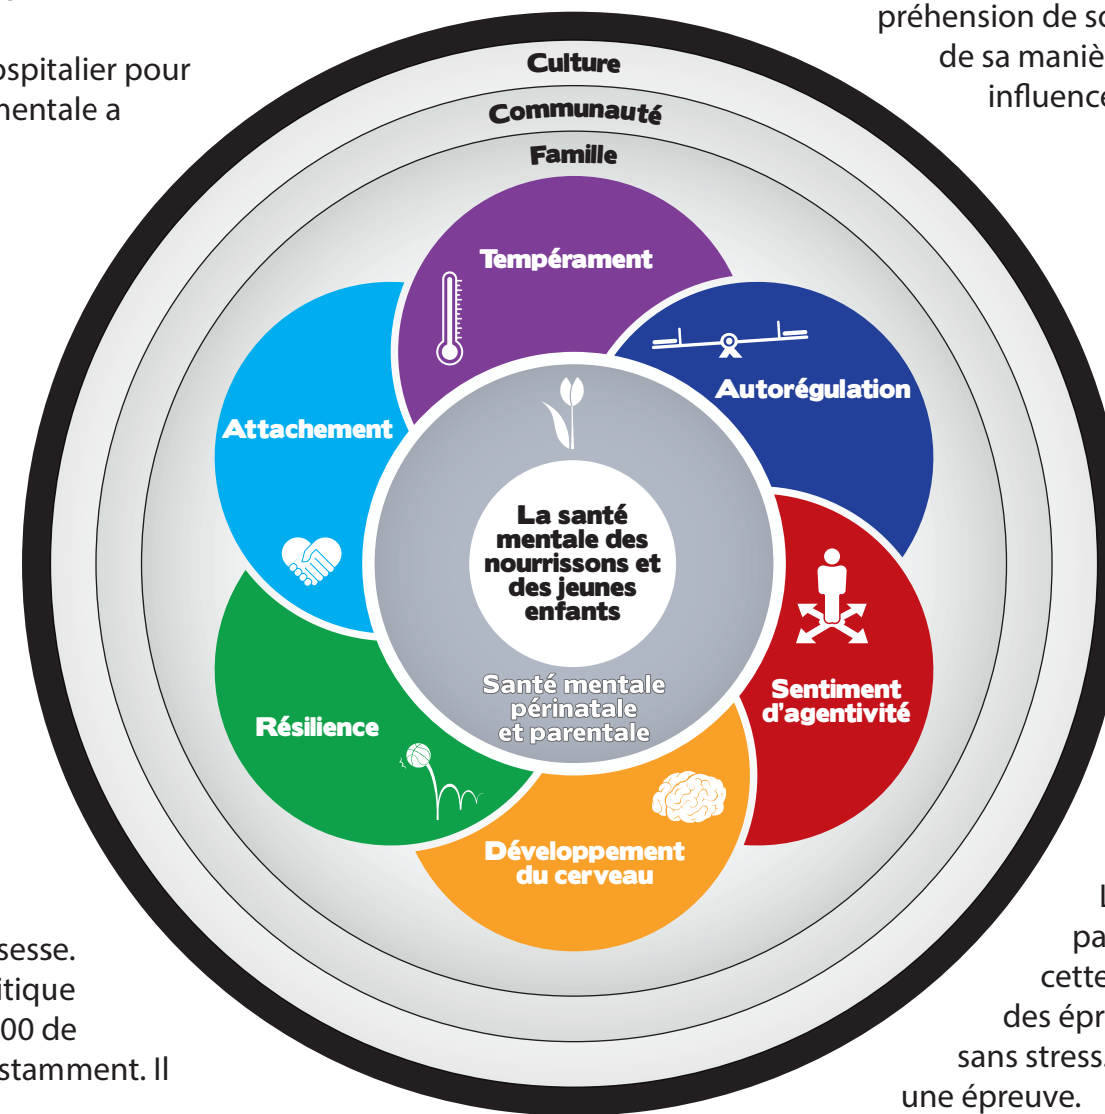 ospitalier pour
mentale a
préhension de so
de sa maniè
influence
Culture
Communauté
Famille
Tempérament
Autorégulation
Attachement
La santé
mentale des
nourrissons et
des jeunes
enfants
Santé mentale
périnatale
et parentale
Sentiment
d'agentivité
Résilience
Développement
du cerveau
sesse.
itique
00 de
stamment. Il
L
pa
cette
des épr
sans stress.
une épreuve.